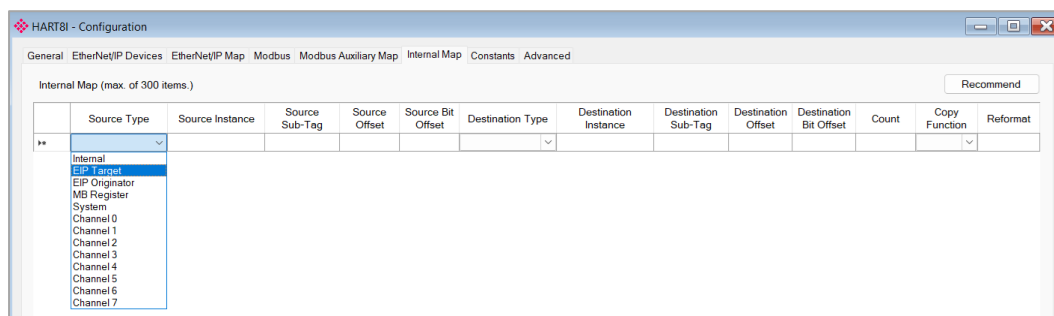 HART8I - Configuration
General EtherNet/IP Devices EtherNet/IP Map Modbus Modbus Auxiliary Map Internal Map Constants Advanced
Internal Map (max. of 300 items.) Recommend
Source Type Source Instance Source Sub-Tag Source Offset Source Bit Offset Destination Type Destination Instance Destination Sub-Tag Destination Offset Destination Bit Offset Count Copy Function Reformat
Internal
EIP Target
EIP Originator
MB Register
System
Channel 0
Channel 1
Channel 2
Channel 3
Channel 4
Channel 5
Channel 6
Channel 7